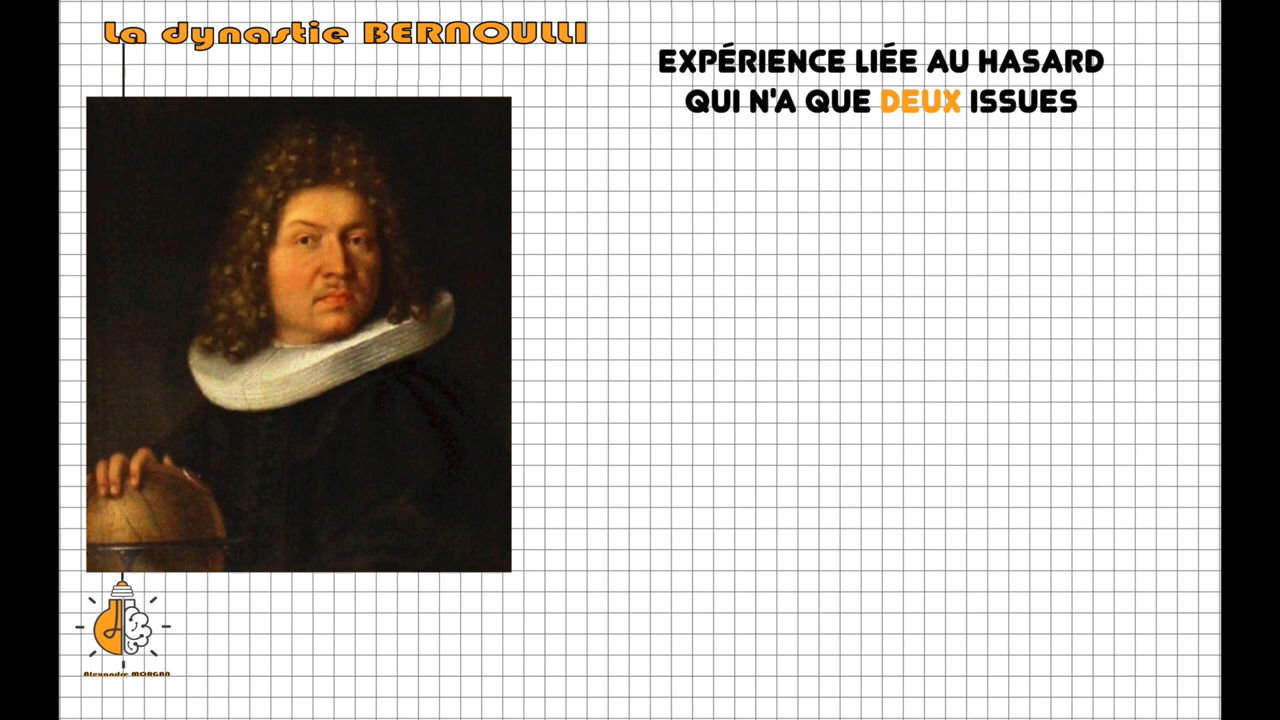 La dynastie BERNOULLI
EXPÉRIENCE LIÉE AU HASARD
QUI N'A QUE DEUX ISSUES
Alexandre MORGAN